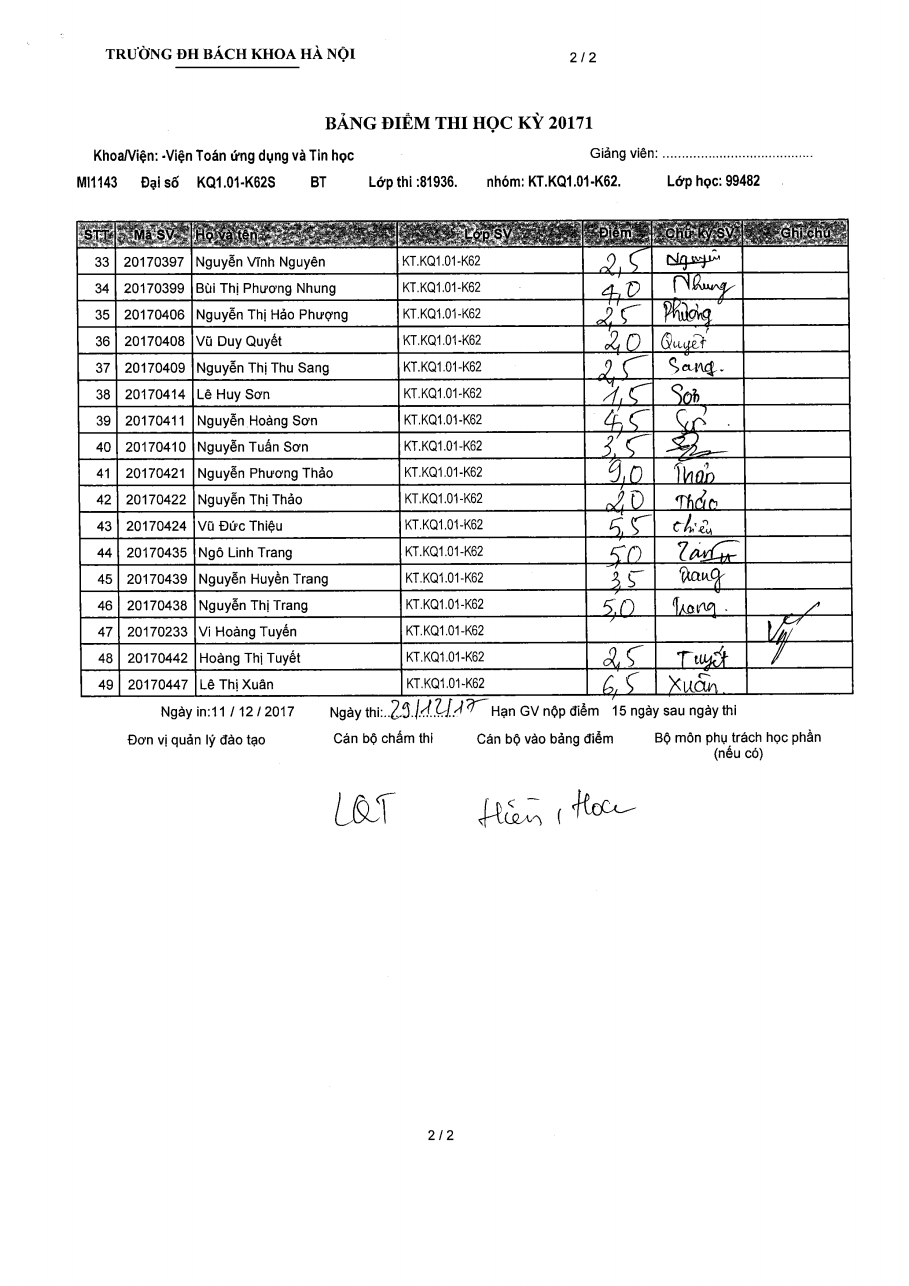 TRƯỜNG ĐH BÁCH KHOA HÀ NỘI 2 / 2
BẢNG ĐIỂM THI HỌC KỲ 20171
Khoa/Viện: -Viện Toán ứng dụng và Tin học Giảng viên: ........................................
MI1143 Đại số KQ1.01-K62S BT Lớp thi :81936. nhóm: KT.KQ1.01-K62. Lớp học: 99482
STT Mã SV Họ và tên Lớp SV Điểm Chữ ký SV Ghi chú
33 20170397 Nguyễn Vĩnh Nguyên KT.KQ1.01-K62 2,5 Nguyên
34 20170399 Bùi Thị Phương Nhung KT.KQ1.01-K62 4,0 Nhung
35 20170406 Nguyễn Thị Hảo Phượng KT.KQ1.01-K62 2,5 Phượng
36 20170408 Vũ Duy Quyết KT.KQ1.01-K62 2,0 Quyết
37 20170409 Nguyễn Thị Thu Sang KT.KQ1.01-K62 2,5 Sang.
38 20170414 Lê Huy Sơn KT.KQ1.01-K62 1,5 Sơn
39 20170411 Nguyễn Hoàng Sơn KT.KQ1.01-K62 4,5
40 20170410 Nguyễn Tuấn Sơn KT.KQ1.01-K62 3,5
41 20170421 Nguyễn Phương Thảo KT.KQ1.01-K62 9,0 Thảo
42 20170422 Nguyễn Thị Thảo KT.KQ1.01-K62 2,0 Thảo
43 20170424 Vũ Đức Thiệu KT.KQ1.01-K62 5,5 thiệu
44 20170435 Ngô Linh Trang KT.KQ1.01-K62 5,0
45 20170439 Nguyễn Huyền Trang KT.KQ1.01-K62 3,5 Trang
46 20170438 Nguyễn Thị Trang KT.KQ1.01-K62 5,0 Trang.
47 20170233 Vi Hoàng Tuyến KT.KQ1.01-K62
48 20170442 Hoàng Thị Tuyết KT.KQ1.01-K62 2,5 Tuyết
49 20170447 Lê Thị Xuân KT.KQ1.01-K62 6,5 Xuân
Ngày in:11 / 12 / 2017 Ngày thi: 29/12/17 Hạn GV nộp điểm 15 ngày sau ngày thi
Đơn vị quản lý đào tạo Cán bộ chấm thi Cán bộ vào bảng điểm Bộ môn phụ trách học phần
(nếu có)
LQT Hiền, Hoa
2 / 2